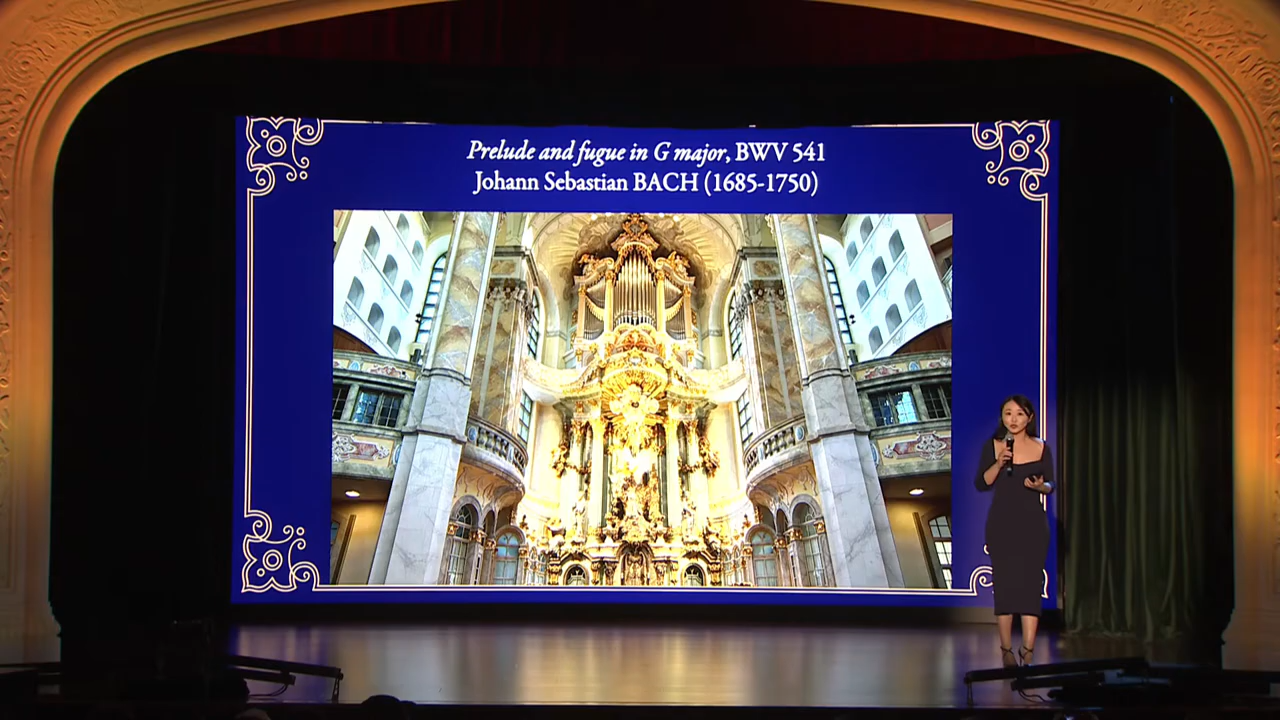 Prelude and fugue in G major, BWV 541
Johann Sebastian BACH (1685-1750)